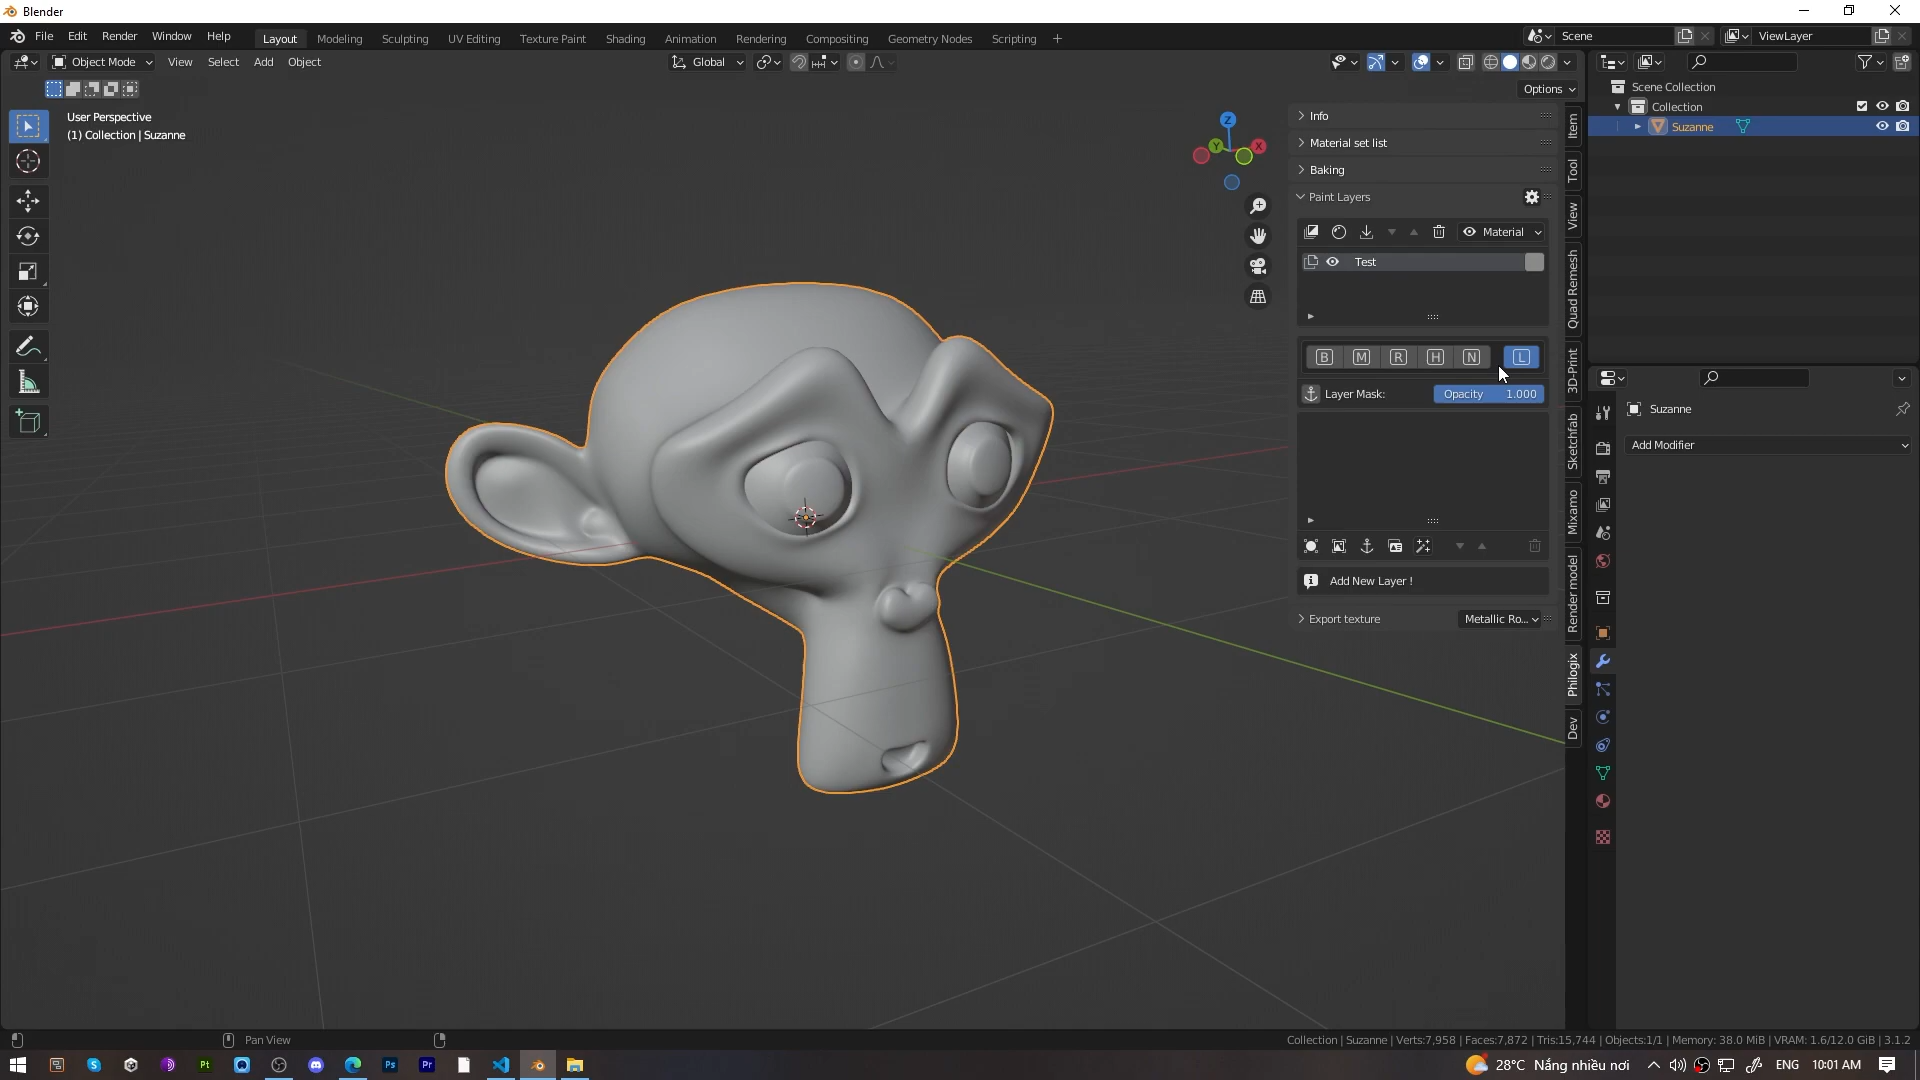 Blender
File Edit Render Window Help
Layout Modeling Sculpting UV Editing Texture Paint Shading Animation Rendering Compositing Geometry Nodes Scripting +
Scene
ViewLayer
Object Mode View Select Add Object
Global
Options
User Perspective
(1) Collection | Suzanne
Z
Y
X
Info
Material set list
Baking
Paint Layers
Material
Test
B M R H N L
Layer Mask:
Opacity 1.000
Add New Layer !
Export texture
Metallic Ro...
Item
Tool
View
Quad Remesh
3D-Print
Sketchfab
Mixamo
Render model
Philogix
Dev
Scene Collection
Collection
Suzanne
Suzanne
Add Modifier
Pan View
Collection | Suzanne | Verts:7,958 | Faces:7,872 | Tris:15,744 | Objects:1/1 | Memory: 38.0 MiB | VRAM: 1.6/12.0 GiB | 3.1.2
Pt
Ps
Pr
28°C Nắng nhiều nơi
ENG
10:01 AM